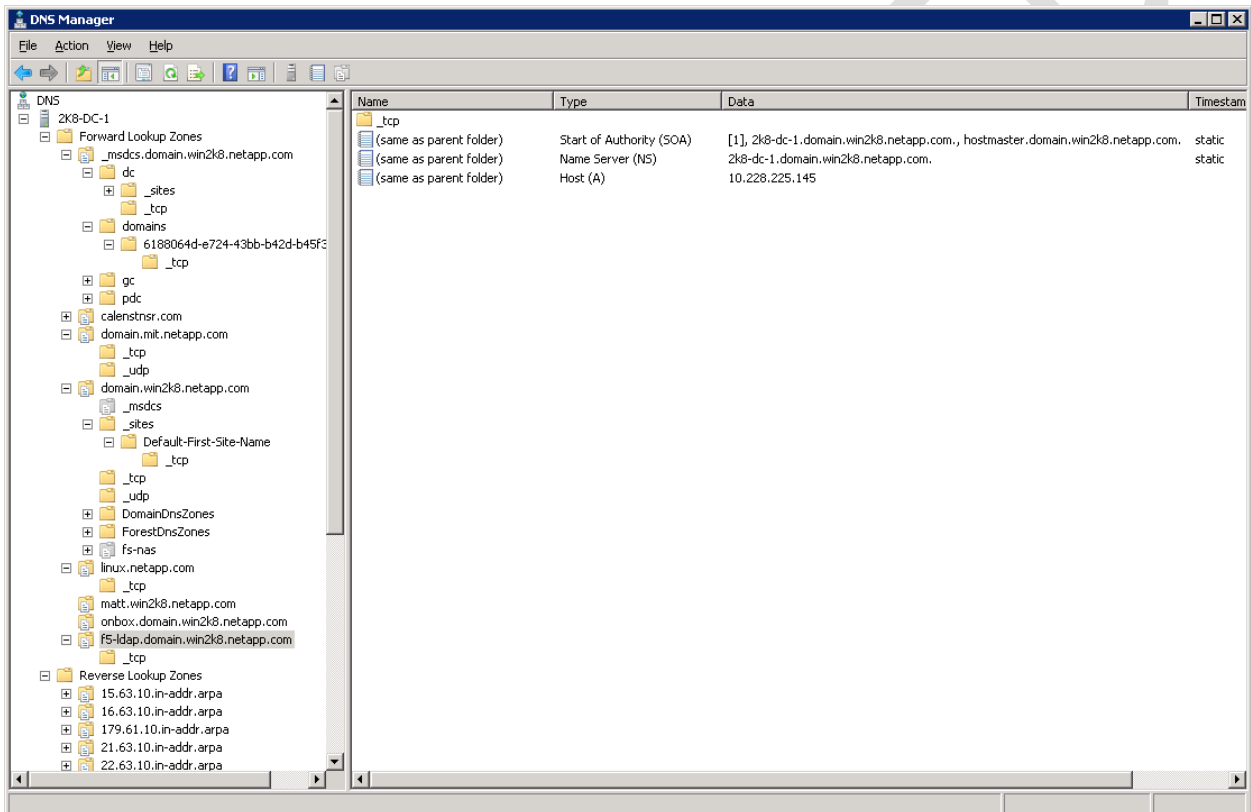 DNS Manager
File Action View Help
DNS
2K8-DC-1
Forward Lookup Zones
_msdcs.domain.win2k8.netapp.com
dc
_sites
_tcp
domains
6188064d-e724-43bb-b42d-b45f3
_tcp
gc
pdc
calenstnsr.com
domain.mit.netapp.com
_tcp
_udp
domain.win2k8.netapp.com
_msdcs
_sites
Default-First-Site-Name
_tcp
_tcp
_udp
DomainDnsZones
ForestDnsZones
fs-nas
linux.netapp.com
_tcp
matt.win2k8.netapp.com
onbox.domain.win2k8.netapp.com
f5-ldap.domain.win2k8.netapp.com
_tcp
Reverse Lookup Zones
15.63.10.in-addr.arpa
16.63.10.in-addr.arpa
179.61.10.in-addr.arpa
21.63.10.in-addr.arpa
22.63.10.in-addr.arpa
Name Type Data Timestam
_tcp
(same as parent folder) Start of Authority (SOA) [1], 2k8-dc-1.domain.win2k8.netapp.com., hostmaster.domain.win2k8.netapp.com. static
(same as parent folder) Name Server (NS) 2k8-dc-1.domain.win2k8.netapp.com. static
(same as parent folder) Host (A) 10.228.225.145